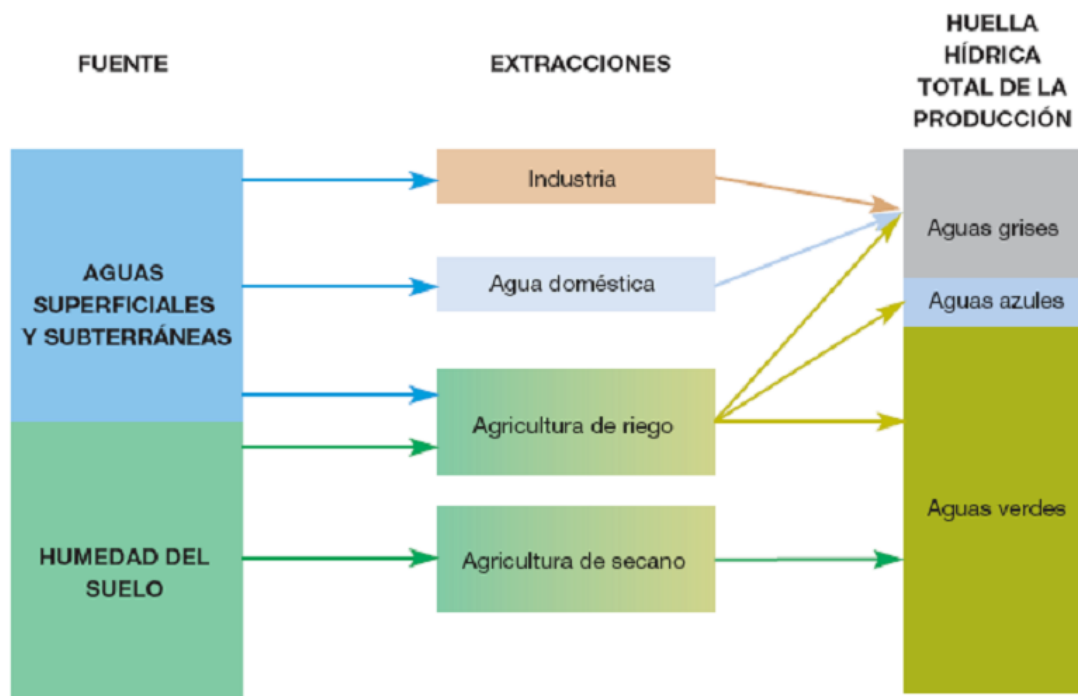 FUENTE
EXTRACCIONES
HUELLA
HÍDRICA
TOTAL DE LA
PRODUCCIÓN
AGUAS
SUPERFICIALES
Y SUBTERRÁNEAS
HUMEDAD DEL
SUELO
Industria
Agua doméstica
Agricultura de riego
Agricultura de secano
Aguas grises
Aguas azules
Aguas verdes